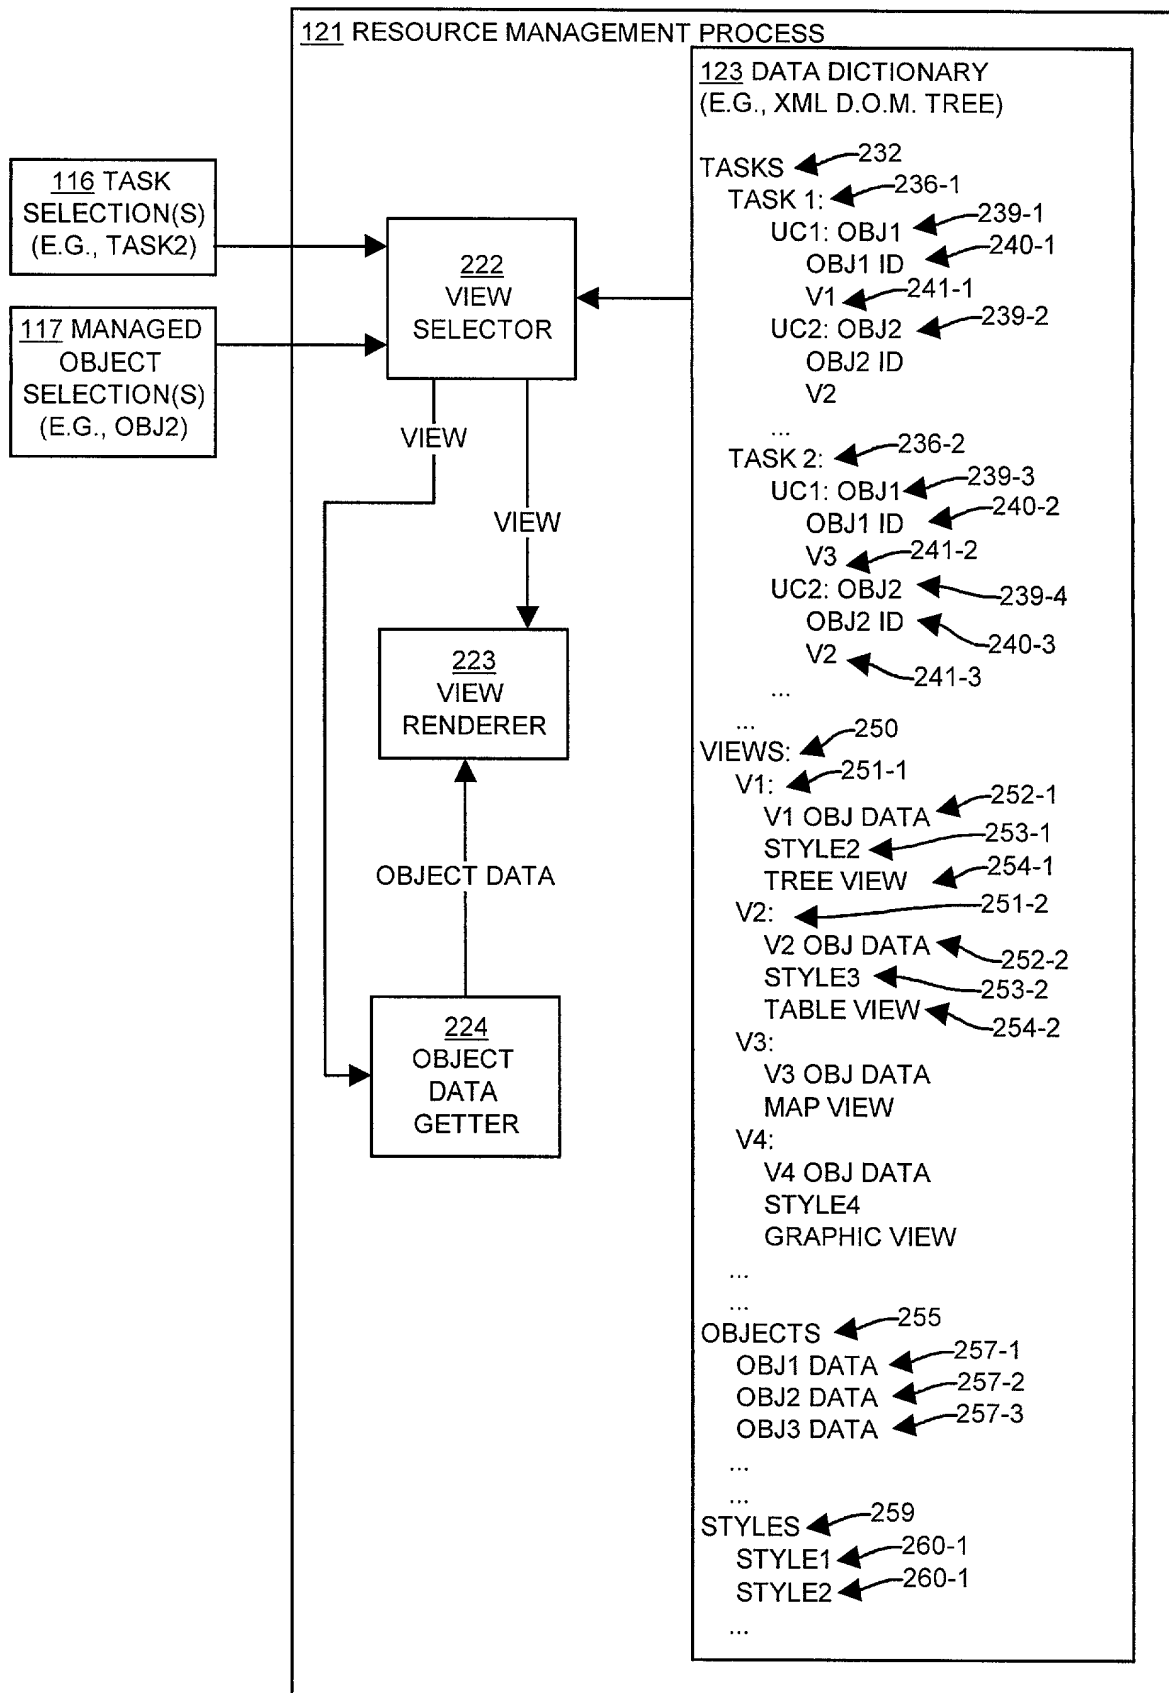 121 RESOURCE MANAGEMENT PROCESS
116 TASK
SELECTION(S)
(E.G., TASK2)
117 MANAGED
OBJECT
SELECTION(S)
(E.G., OBJ2)
222
VIEW
SELECTOR
VIEW
VIEW
223
VIEW
RENDERER
OBJECT DATA
224
OBJECT
DATA
GETTER
123 DATA DICTIONARY
(E.G., XML D.O.M. TREE)
TASKS 232
TASK 1: 236-1
UC1: OBJ1 239-1
OBJ1 ID 240-1
V1 241-1
UC2: OBJ2 239-2
OBJ2 ID
V2
...
TASK 2: 236-2
UC1: OBJ1 239-3
OBJ1 ID 240-2
V3 241-2
UC2: OBJ2 239-4
OBJ2 ID 240-3
V2 241-3
...
...
VIEWS: 250
V1: 251-1
V1 OBJ DATA 252-1
STYLE2 253-1
TREE VIEW 254-1
V2: 251-2
V2 OBJ DATA 252-2
STYLE3 253-2
TABLE VIEW 254-2
V3:
V3 OBJ DATA
MAP VIEW
V4:
V4 OBJ DATA
STYLE4
GRAPHIC VIEW
...
...
OBJECTS 255
OBJ1 DATA 257-1
OBJ2 DATA 257-2
OBJ3 DATA 257-3
...
...
STYLES 259
STYLE1 260-1
STYLE2 260-1
...